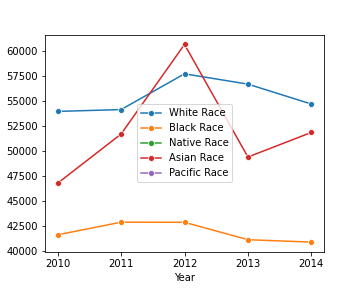 60000
57500
55000
52500
50000
47500
45000
42500
40000
White Race
Black Race
Native Race
Asian Race
Pacific Race
2010 2011 2012 2013 2014
Year